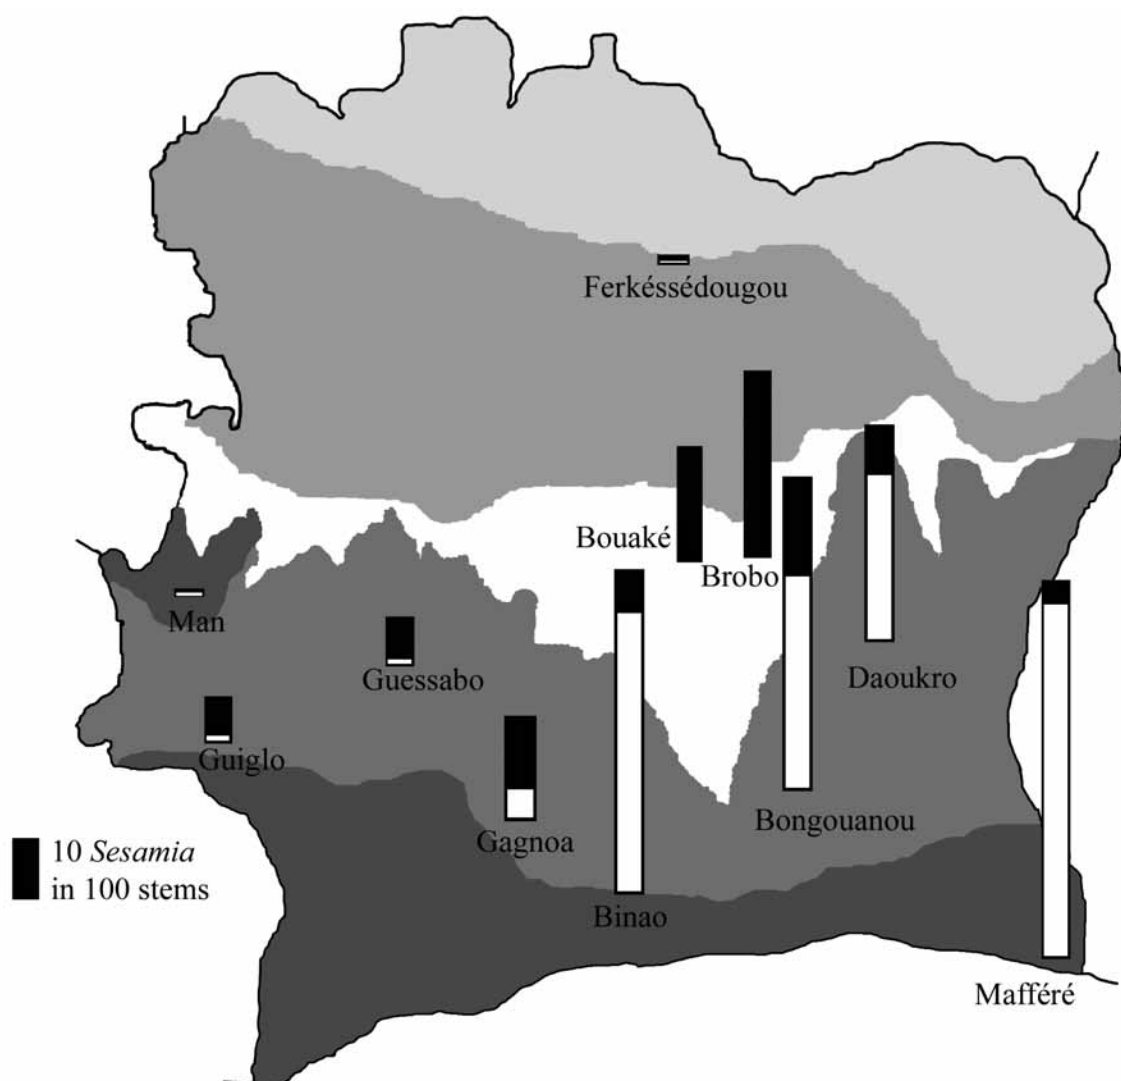 Ferkéssédougou
Bouaké
Brobo
Man
Guessabo
Daoukro
Guiglo
Gagnoa
Bongouanou
10 Sesamia
in 100 stems
Binao
Mafféré